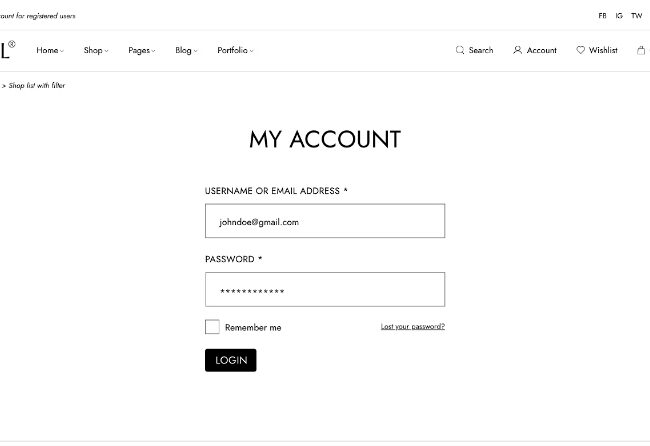 count for registered users
FB IG TW
L®
Home Shop Pages Blog Portfolio Search Account Wishlist
> Shop list with filter
MY ACCOUNT
USERNAME OR EMAIL ADDRESS *
johndoe@gmail.com
PASSWORD *
************
Remember me Lost your password?
LOGIN